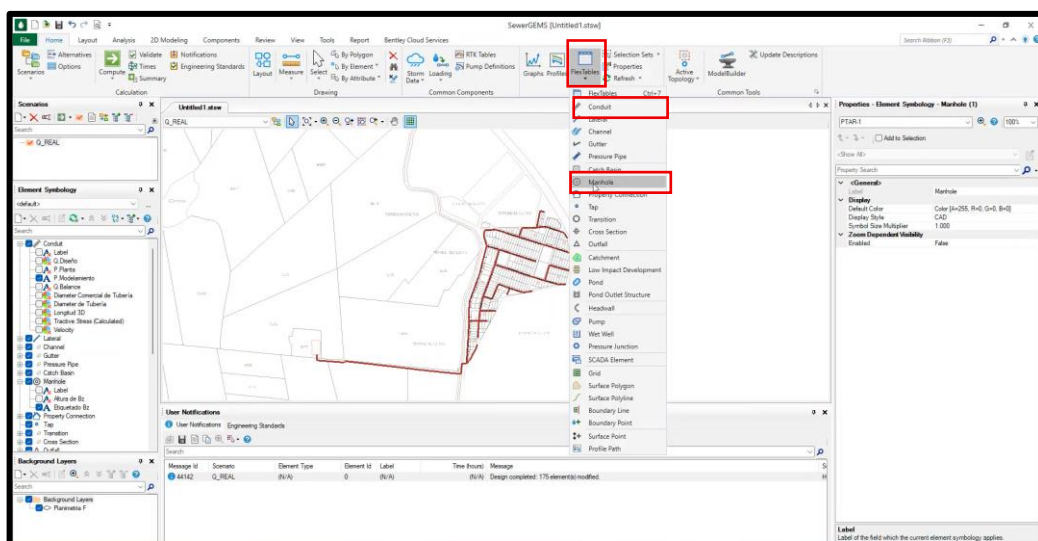 SewerGEMS [Untitled1.stsw]
File Home Layout Analysis 2D Modeling Components Review View Tools Report Bentley Cloud Services
Search Ribbon (F3)
Scenarios
Alternatives
Options
Compute
Validate
Times
Summary
Notifications
Engineering Standards
Calculation
Layout
Measure
Select
By Polygon
By Element
By Attribute
Drawing
Storm Data
Loading
RTK Tables
Pump Definitions
Common Components
Graphs
Profiles
FlexTables
Selection Sets
Properties
Refresh
Active Topology
ModelBuilder
Update Descriptions
Common Tools
FlexTables Ctrl+7
Conduit
Lateral
Channel
Gutter
Pressure Pipe
Catch Basin
Manhole
Property Connection
Tap
Transition
Cross Section
Outfall
Catchment
Low Impact Development
Pond
Pond Outlet Structure
Headwall
Pump
Wet Well
Pressure Junction
SCADA Element
Grid
Surface Polygon
Surface Polyline
Boundary Line
Boundary Point
Surface Point
Profile Path
Scenarios
Search
Q_REAL
Element Symbology
<default>
Search
Conduit
Label
Q.Diseño
P.Planta
P.Modelamiento
Q.Balance
Diameter Comercial de Tubería
Diameter de Tubería
Longitud 3D
Tractive Stress (Calculated)
Velocity
Lateral
Channel
Gutter
Pressure Pipe
Catch Basin
Manhole
Label
Altura de Bz
Etiquetado Bz
Property Connection
Tap
Transition
Cross Section
Outfall
Background Layers
Search
Background Layers
Planimetria F
Untitled1.stsw
Q_REAL
User Notifications
User Notifications Engineering Standards
Search
Message Id Scenario Element Type Element Id Label Time (hours) Message
44142 Q_REAL (N/A) 0 (N/A) (N/A) Design completed: 175 element(s) modified.
Properties - Element Symbology - Manhole (1)
PTAR-1
100%
Add to Selection
<Show All>
Property Search
<General>
Label Manhole
Display
Default Color Color [A=255, R=0, G=0, B=0]
Display Style CAD
Symbol Size Multiplier 1.000
Zoom Dependent Visibility
Enabled False
Label
Label of the field which the current element symbology applies.